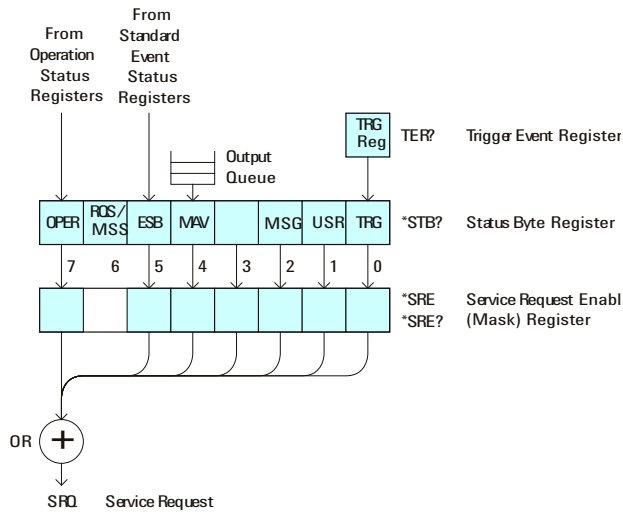 From
Operation
Status
Registers
From
Standard
Event
Status
Registers
Output
Queue
TRG
Reg
TER? Trigger Event Register
OPER RQS/ MSS ESB MAV MSG USR TRG
*STB? Status Byte Register
7 6 5 4 3 2 1 0
*SRE Service Request Enabl
*SRE? (Mask) Register
OR +
SRQ Service Request